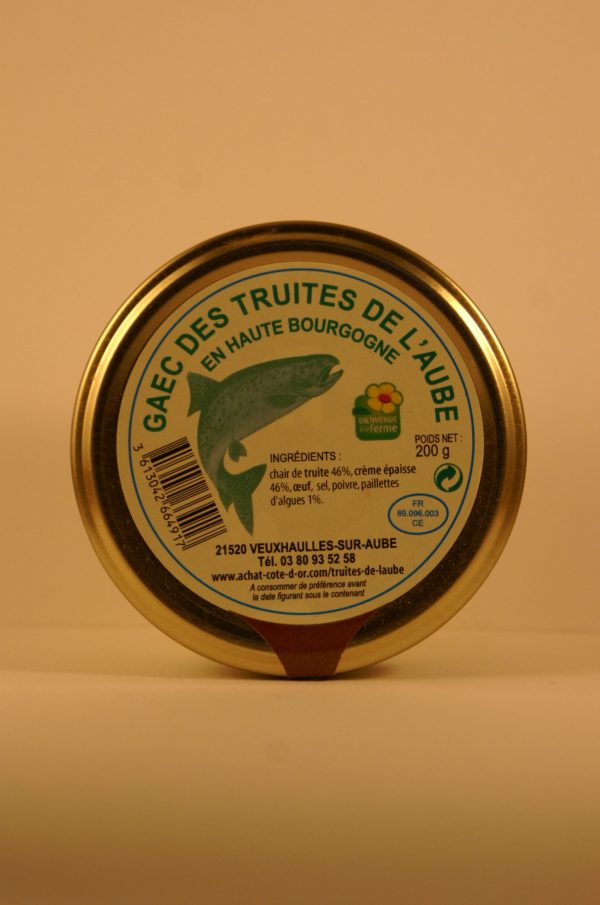 GAEC DES TRUITES DE L'AUBE
EN HAUTE BOURGOGNE
BIENVENUE
à la ferme
POIDS NET :
200 g
INGRÉDIENTS :
chair de truite 46%, crème épaisse
46%, œuf, sel, poivre, paillettes
d'algues 1%.
3 613042 664917
FR
89.096.003
CE
21520 VEUXHAULLES-SUR-AUBE
Tél. 03 80 93 52 58
www.achat-cote-d-or.com/truites-de-laube
A consommer de préférence avant
la date figurant sous le contenant